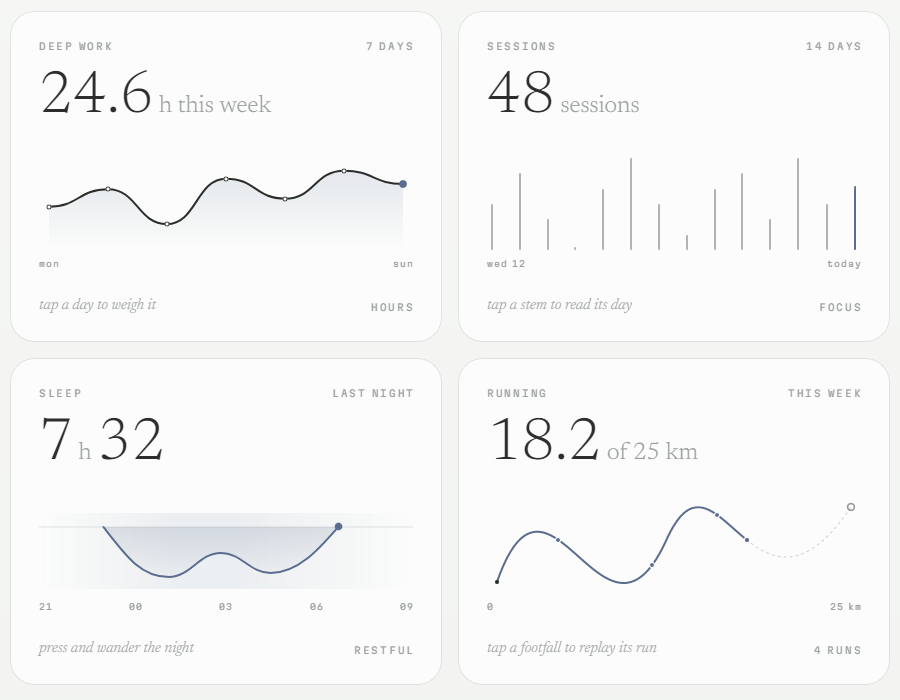 DEEP WORK 7 DAYS
24.6 h this week
mon sun
tap a day to weigh it HOURS
SESSIONS 14 DAYS
48 sessions
wed 12 today
tap a stem to read its day FOCUS
SLEEP LAST NIGHT
7 h 32
21 00 03 06 09
press and wander the night RESTFUL
RUNNING THIS WEEK
18.2 of 25 km
0 25 km
tap a footfall to replay its run 4 RUNS